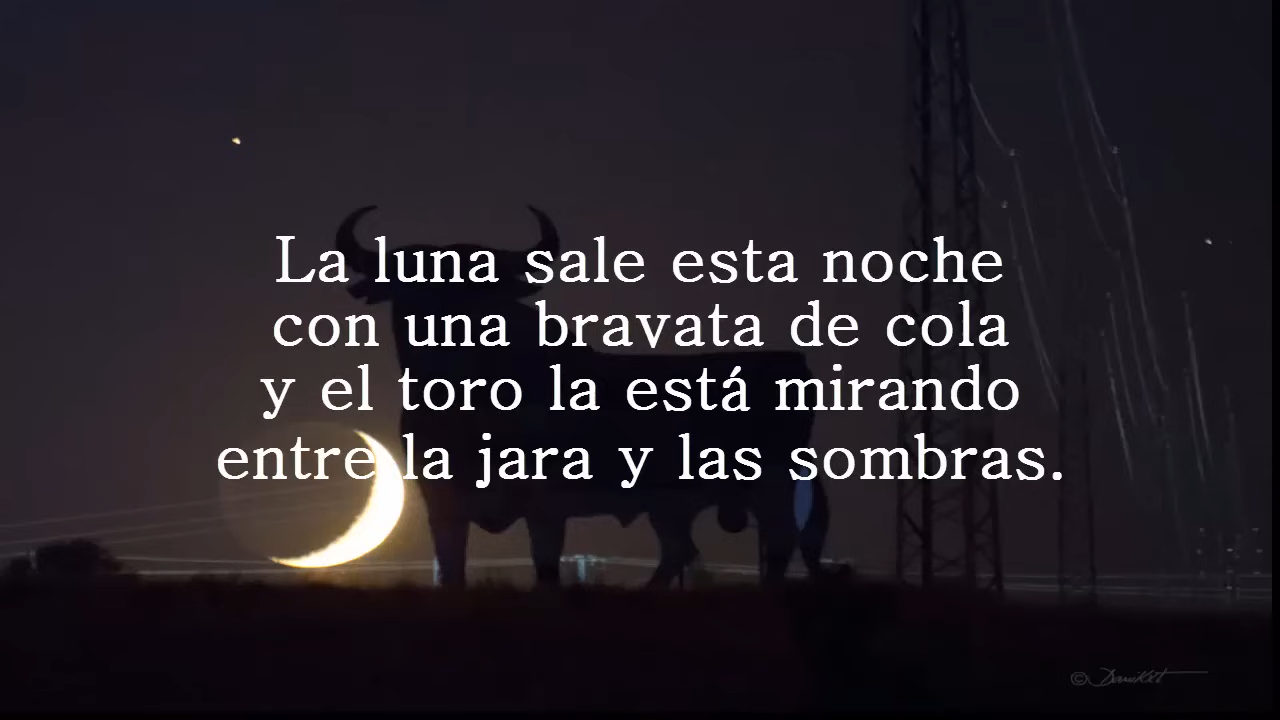 La luna sale esta noche
con una bravata de cola
y el toro la está mirando
entre la jara y las sombras.